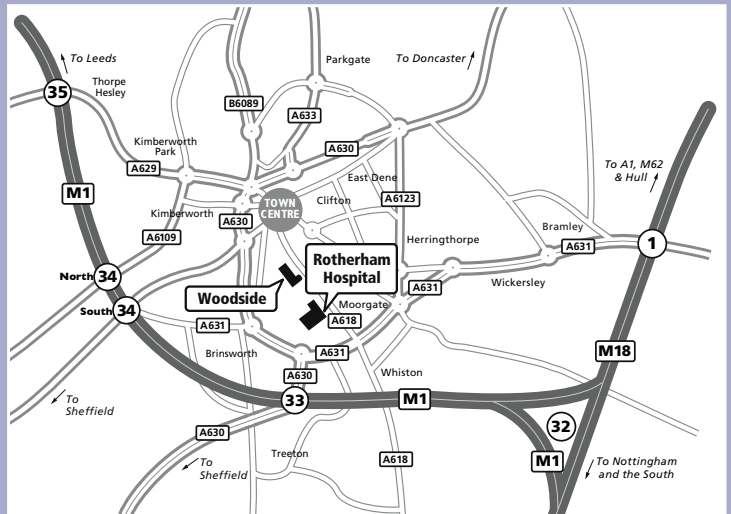 To Leeds
Parkgate
To Doncaster
35
Thorpe
Hesley
B6089
A633
Kimberworth
Park
A630
To A1, M62
& Hull
A629
East Dene
M1
TOWN
CENTRE
Clifton
A6123
Kimberworth
A630
Bramley
A6109
Herringthorpe
A631
1
Rotherham
Hospital
North
34
Wickersley
A631
Woodside
Moorgate
South
34
A618
A631
Brinsworth
A631
M18
Whiston
A630
33
M1
To
Sheffield
32
A630
Treeton
A618
M1
To
Sheffield
To Nottingham
and the South